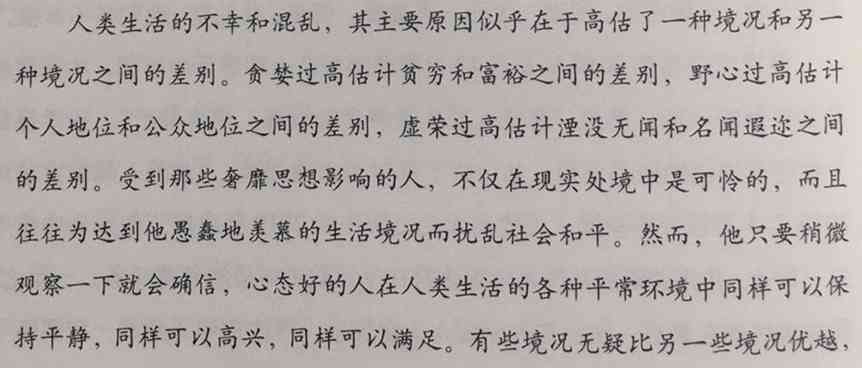 人类生活的不幸和混乱，其主要原因似乎在于高估了一种境况和另一
种境况之间的差别。贪婪过高估计贫穷和富裕之间的差别，野心过高估计
个人地位和公众地位之间的差别，虚荣过高估计湮没无闻和名闻遐迩之间
的差别。受到那些奢靡思想影响的人，不仅在现实处境中是可怜的，而且
往往为达到他愚蠢地羡慕的生活境况而扰乱社会和平。然而，他只要稍微
观察一下就会确信，心态好的人在人类生活的各种平常环境中同样可以保
持平静，同样可以高兴，同样可以满足。有些境况无疑比另一些境况优越，